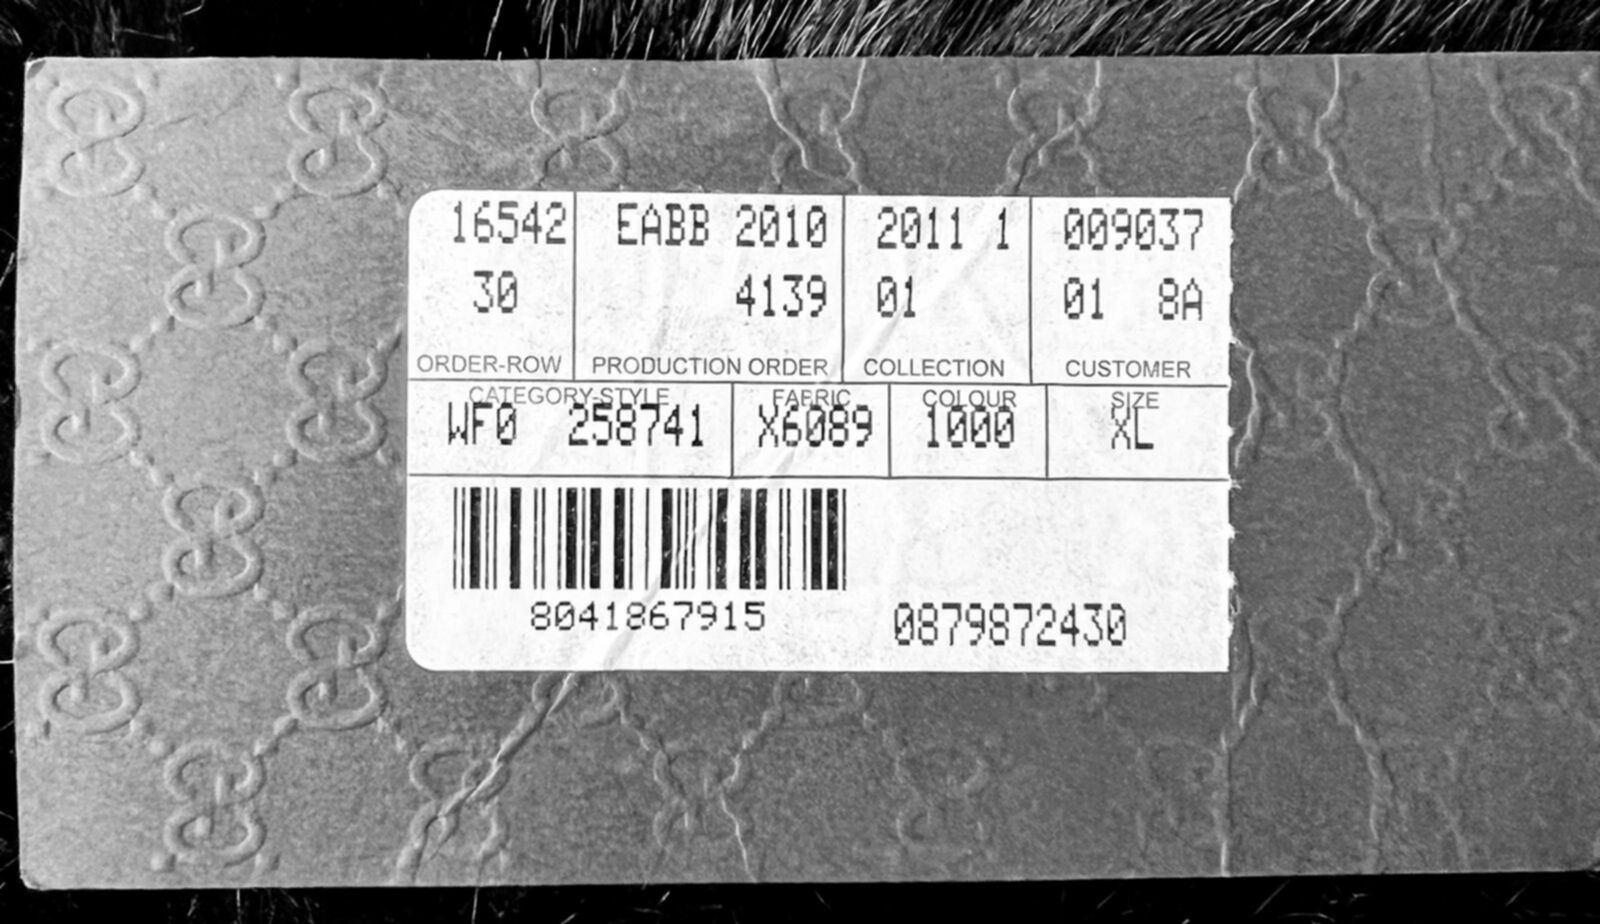 16542 EABB 2010 2011 1 009037
30 4139 01 01 8A
ORDER-ROW PRODUCTION ORDER COLLECTION CUSTOMER
CATEGORY-STYLE FABRIC COLOUR SIZE
WF0 258741 X6089 1000 XL
8041867915 0879872430